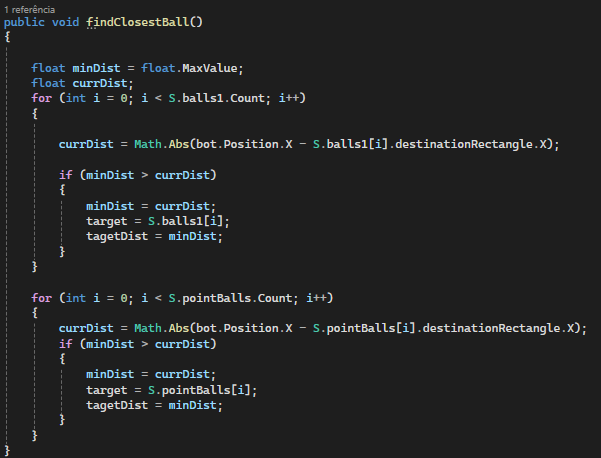 1 referência
public void findClosestBall()
{
float minDist = float.MaxValue;
float currDist;
for (int i = 0; i < S.balls1.Count; i++)
{
currDist = Math.Abs(bot.Position.X - S.balls1[i].destinationRectangle.X);
if (minDist > currDist)
{
minDist = currDist;
target = S.balls1[i];
tagetDist = minDist;
}
}
for (int i = 0; i < S.pointBalls.Count; i++)
{
currDist = Math.Abs(bot.Position.X - S.pointBalls[i].destinationRectangle.X);
if (minDist > currDist)
{
minDist = currDist;
target = S.pointBalls[i];
tagetDist = minDist;
}
}
}